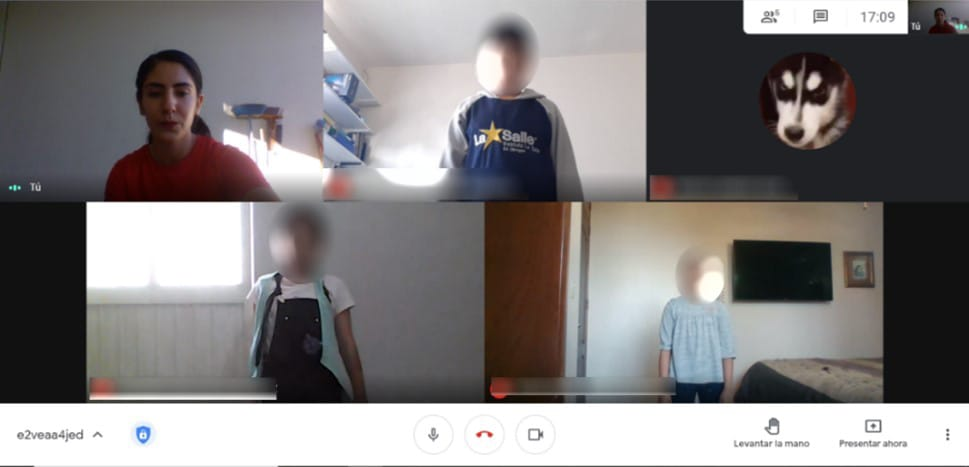 5
17:09
Tú
Tú
La Salle
e2veaa4jed
Levantar la mano
Presentar ahora